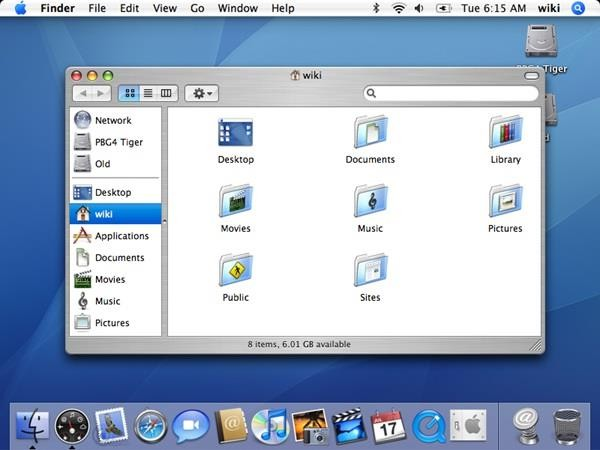 Finder File Edit View Go Window Help Tue 6:15 AM wiki
Tiger
wiki
Network
PBG4 Tiger
Old
Desktop
wiki
Applications
Documents
Movies
Music
Pictures
Desktop Documents Library
Movies Music Pictures
Public Sites
8 items, 6.01 GB available
JUL
17